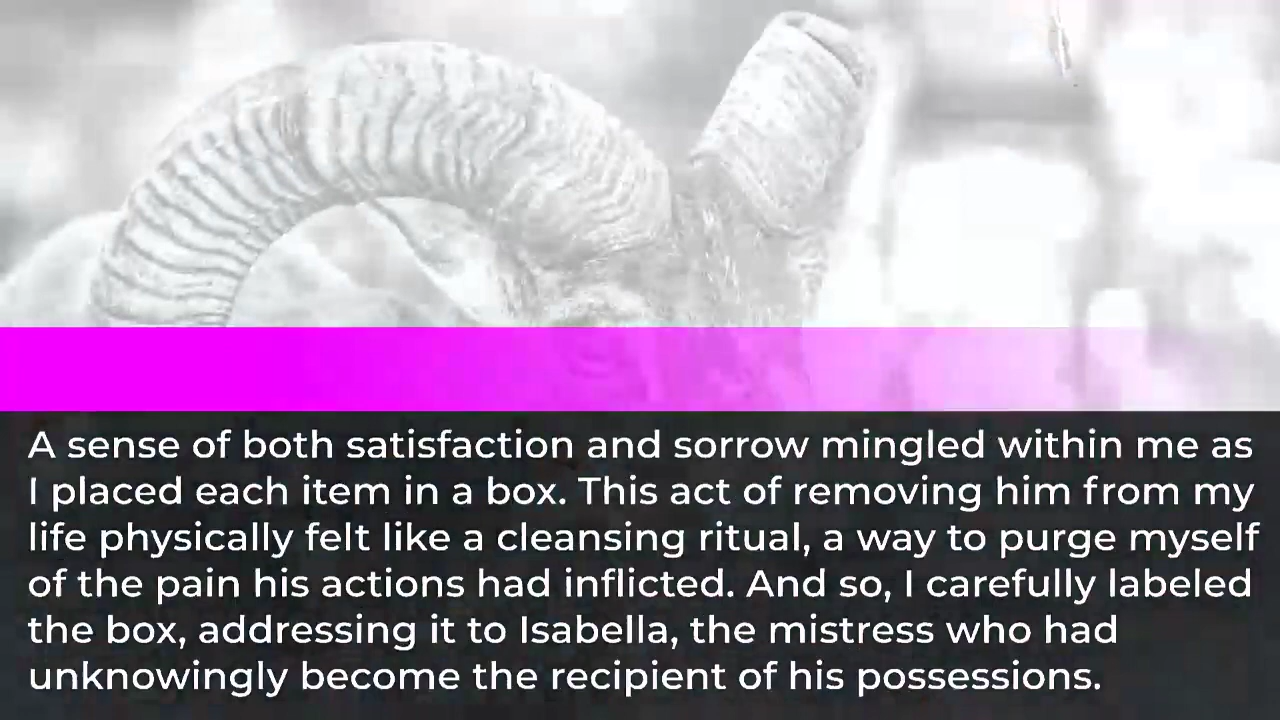 A sense of both satisfaction and sorrow mingled within me as
I placed each item in a box. This act of removing him from my
life physically felt like a cleansing ritual, a way to purge myself
of the pain his actions had inflicted. And so, I carefully labeled
the box, addressing it to Isabella, the mistress who had
unknowingly become the recipient of his possessions.